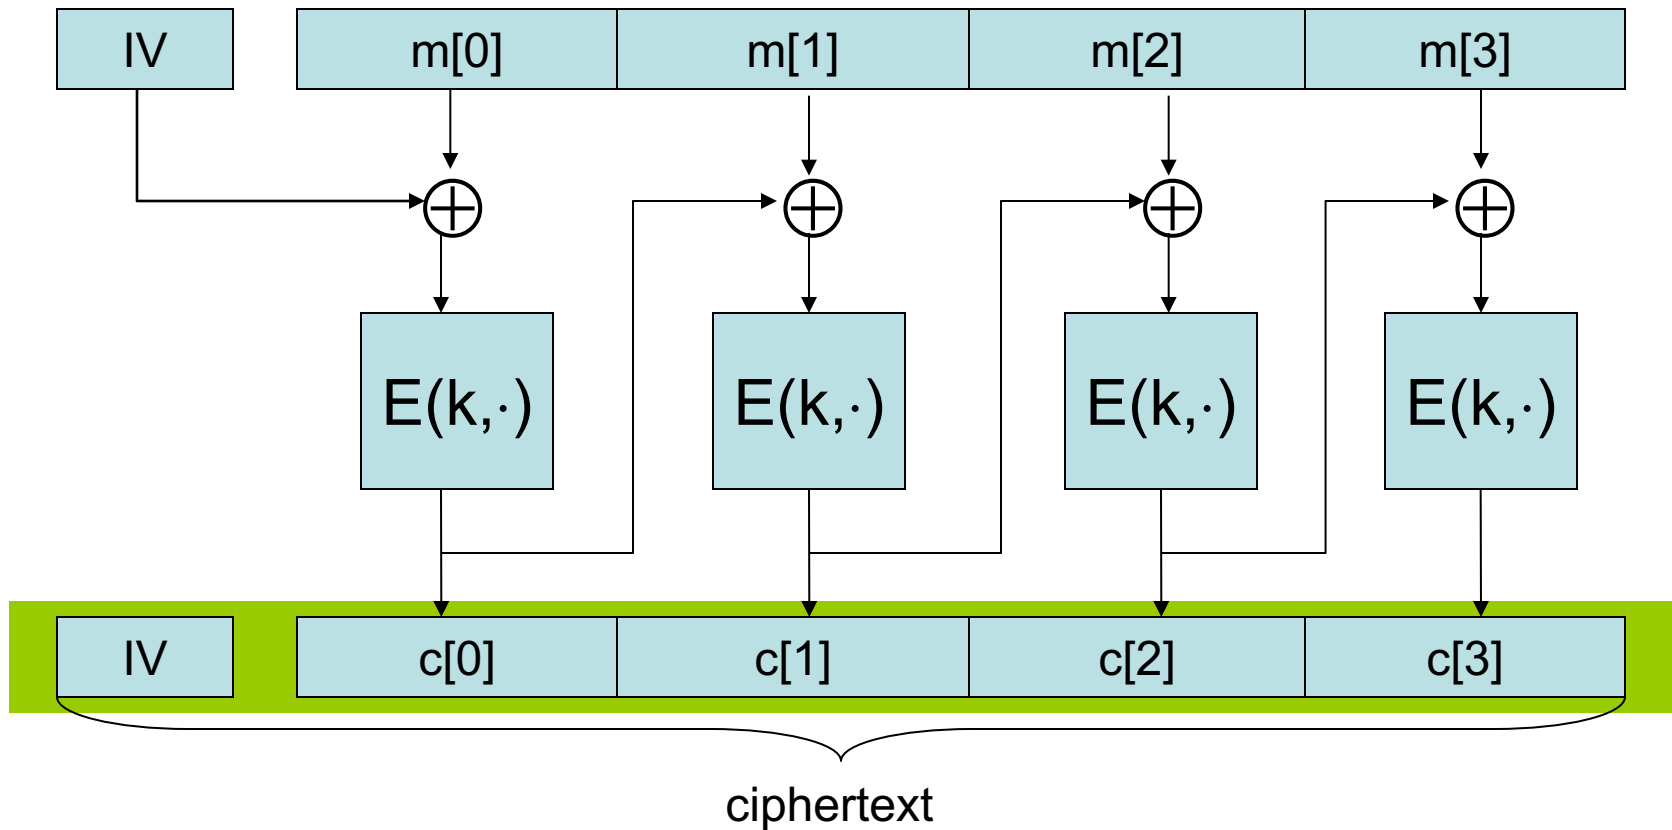 IV m[0] m[1] m[2] m[3]
E(k,·) E(k,·) E(k,·) E(k,·)
IV c[0] c[1] c[2] c[3]
ciphertext